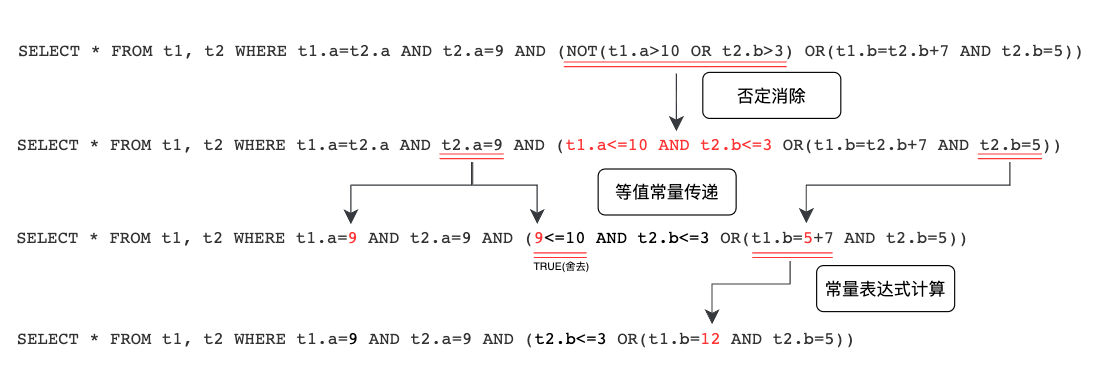 SELECT * FROM t1, t2 WHERE t1.a=t2.a AND t2.a=9 AND (NOT(t1.a>10 OR t2.b>3) OR(t1.b=t2.b+7 AND t2.b=5))
否定消除
SELECT * FROM t1, t2 WHERE t1.a=t2.a AND t2.a=9 AND (t1.a<=10 AND t2.b<=3 OR(t1.b=t2.b+7 AND t2.b=5))
等值常量传递
SELECT * FROM t1, t2 WHERE t1.a=9 AND t2.a=9 AND (9<=10 AND t2.b<=3 OR(t1.b=5+7 AND t2.b=5))
TRUE(舍去)
常量表达式计算
SELECT * FROM t1, t2 WHERE t1.a=9 AND t2.a=9 AND (t2.b<=3 OR(t1.b=12 AND t2.b=5))